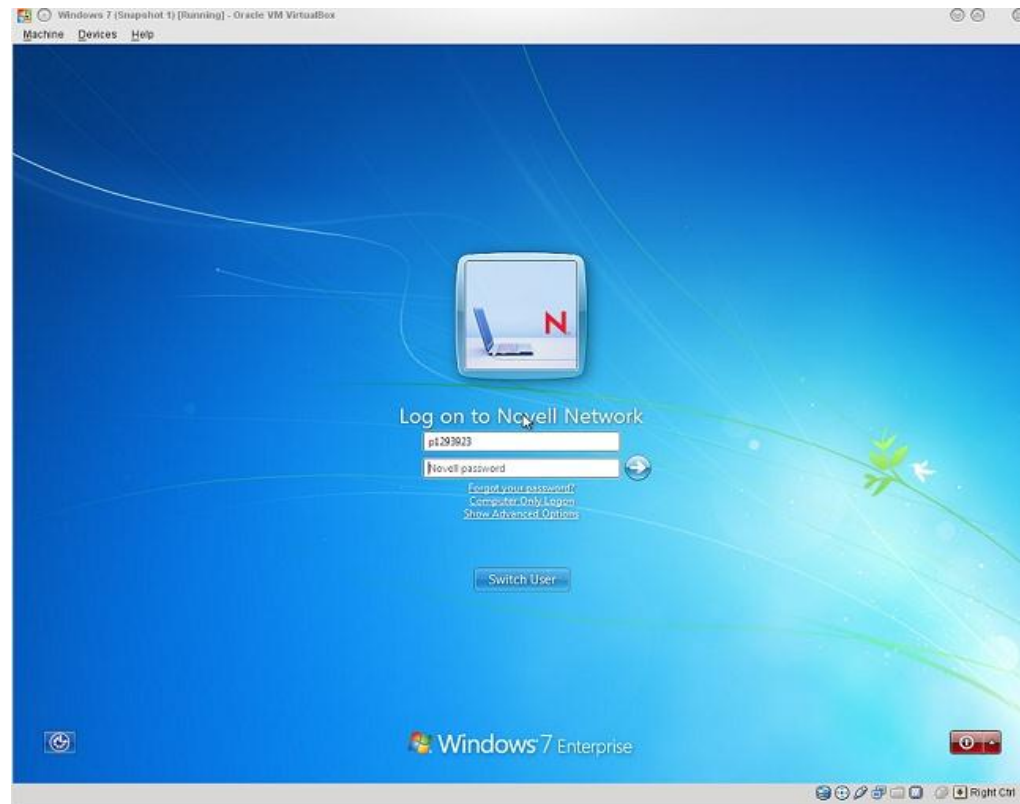 Windows 7 (Snapshot 1) [Running] - Oracle VM VirtualBox
Machine Devices Help
N
Log on to Novell Network
p1293923
Novell password
Forgot your password?
Computer Only Logon
Show Advanced Options
Switch User
Windows 7 Enterprise
Right Ctrl